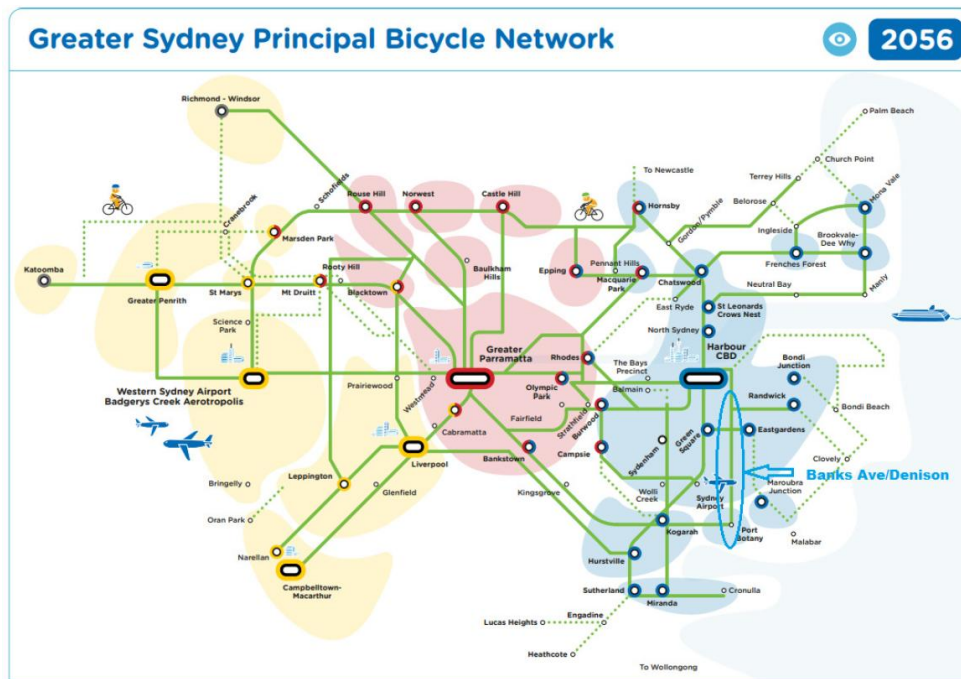 Greater Sydney Principal Bicycle Network
2056
Richmond - Windsor
Palm Beach
Church Point
To Newcastle
Terrey Hills
Mona Vale
Schofields
Rouse Hill
Norwest
Castle Hill
Hornsby
Belorose
Cranebrook
Gordon/Pymble
Ingleside
Marsden Park
Brookvale-
Dee Why
Katoomba
Rooty Hill
Baulkham
Hills
Epping
Pennant Hills
Macquarie
Park
Chatswood
Frenches Forest
Greater Penrith
St Marys
Mt Druitt
Blacktown
Neutral Bay
Manly
East Ryde
St Leonards
Crows Nest
Science
Park
North Sydney
Greater
Parramatta
Rhodes
Harbour
CBD
The Bays
Precinct
Bondi
Junction
Western Sydney Airport
Badgerys Creek Aerotropolis
Prairiewood
Westmead
Olympic
Park
Balmain
Randwick
Bondi Beach
Fairfield
Strathfield
Burwood
Cabramatta
Green
Square
Eastgardens
Liverpool
Bankstown
Campsie
Sydenham
Clovelly
Banks Ave/Denison
Leppington
Bringelly
Glenfield
Kingsgrove
Wolli
Creek
Sydney
Airport
Maroubra
Junction
Oran Park
Kogarah
Port
Botany
Malabar
Narellan
Hurstville
Campbelltown-
Macarthur
Sutherland
Miranda
Cronulla
Engadine
Lucas Heights
Heathcote
To Wollongong